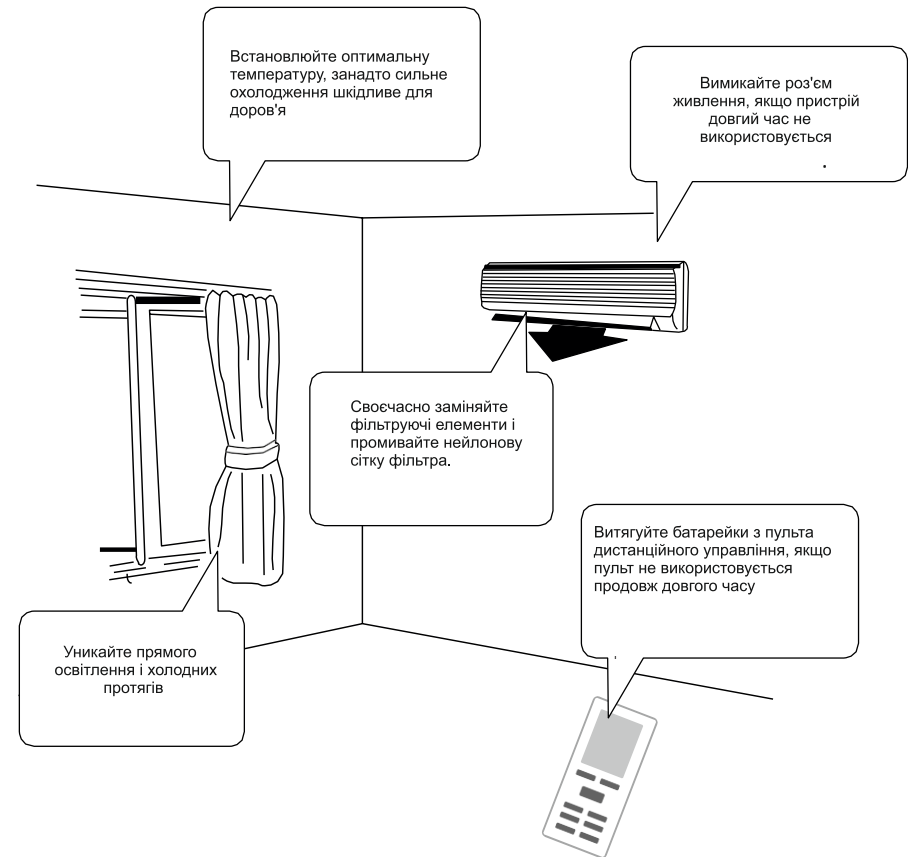 Встановлюйте оптимальну
температуру, занадто сильне
охолодження шкідливе для
доров'я
Вимикайте роз'єм
живлення, якщо пристрій
довгий час не
використовується
.
Своєчасно заміняйте
фільтруючі елементи і
промивайте нейлонову
сітку фільтра.
Витягуйте батарейки з пульта
дистанційного управління, якщо
пульт не використовується
продовж довгого часу
Уникайте прямого
освітлення і холодних
протягів